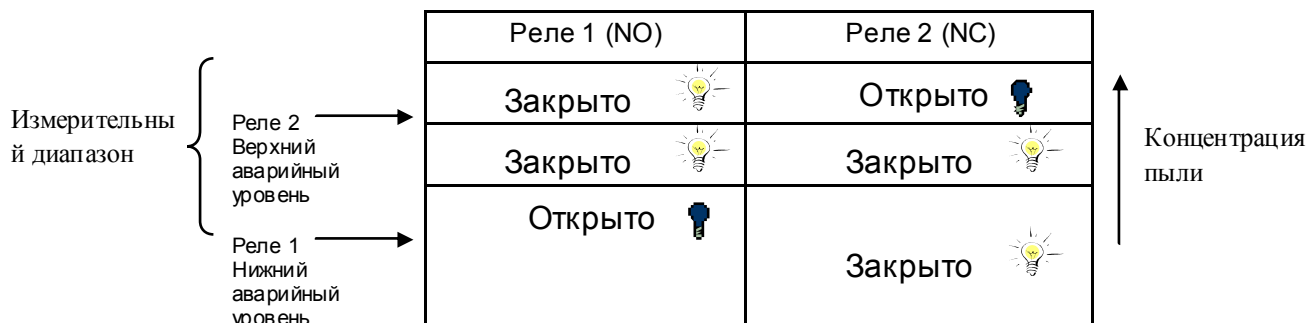 Измерительны
й диапазон
Реле 2
Верхний
аварийный
уровень
Реле 1
Нижний
аварийный
уровень
Реле 1 (NO)
Реле 2 (NC)
Закрыто
Открыто
Закрыто
Закрыто
Открыто
Закрыто
Концентрация
пыли